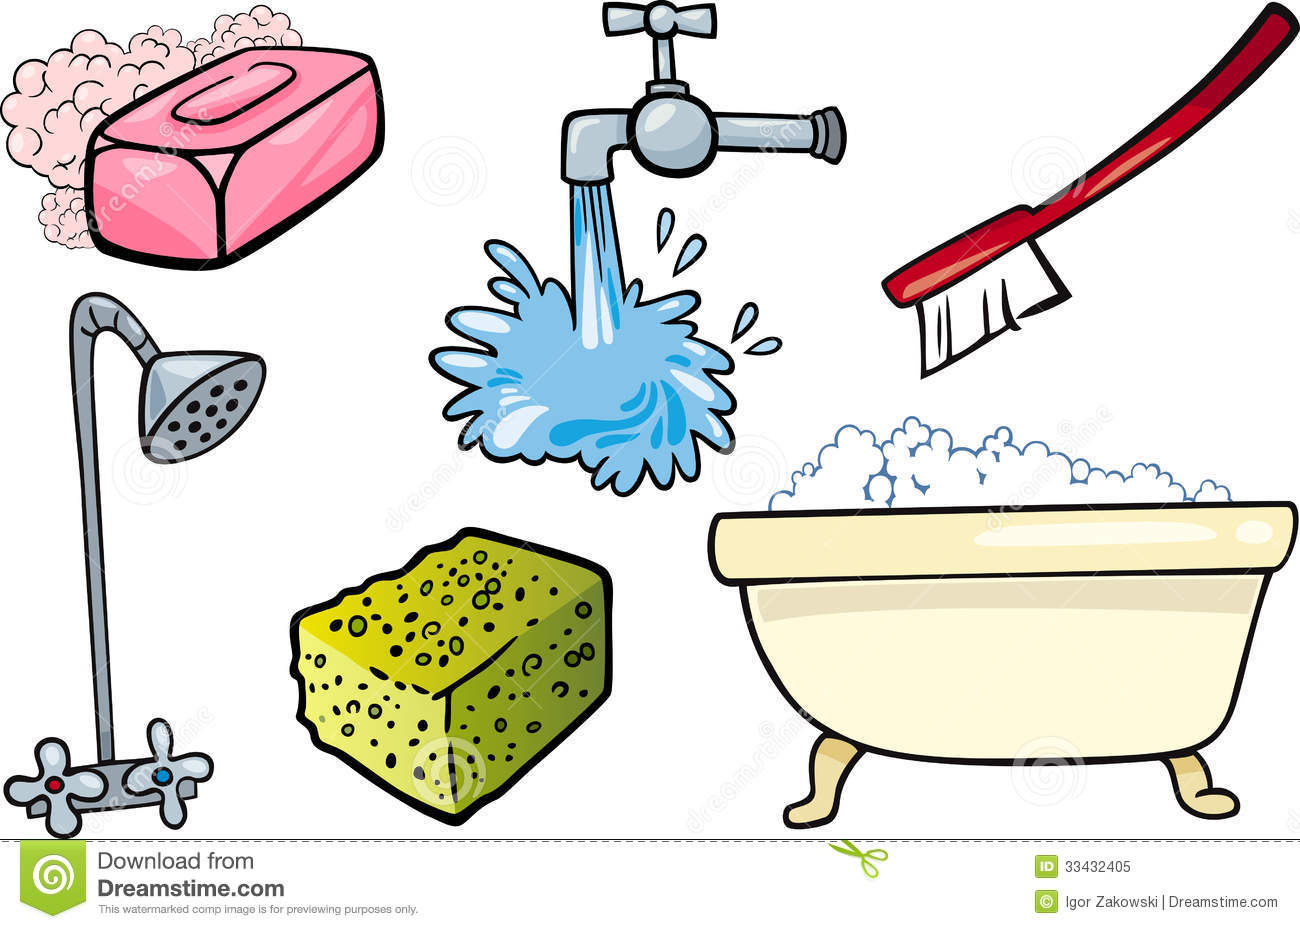 Download from
Dreamstime.com
This watermarked comp image is for previewing purposes only.
ID 33432405
© Igor Zakowski | Dreamstime.com